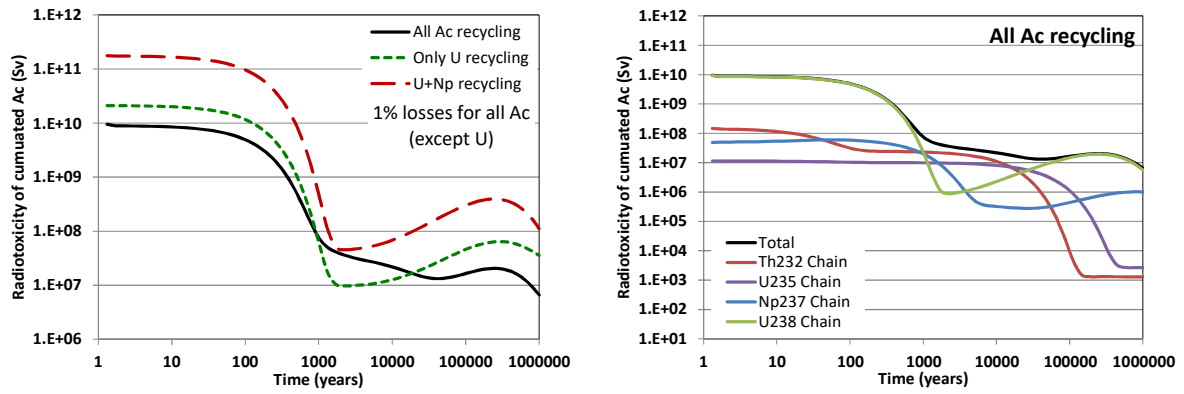 1.E+12
1.E+11
1.E+10
1.E+09
1.E+08
1.E+07
1.E+06
Radiotoxicity of cumuated Ac (Sv)
All Ac recycling
Only U recycling
U+Np recycling
1% losses for all Ac
(except U)
1 10 100 1000 10000 100000 1000000
Time (years)
1.E+12
1.E+11
1.E+10
1.E+09
1.E+08
1.E+07
1.E+06
1.E+05
1.E+04
1.E+03
1.E+02
1.E+01
Radiotoxicity of cumuated Ac (Sv)
All Ac recycling
Total
Th232 Chain
U235 Chain
Np237 Chain
U238 Chain
1 10 100 1000 10000 100000 1000000
Time (years)